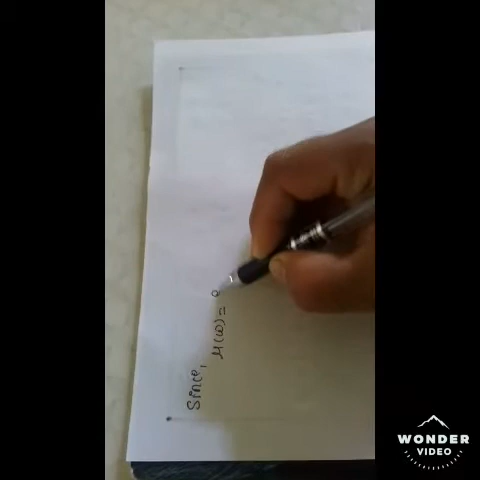 Since,
μ(ω) = 0
WONDER
VIDEO